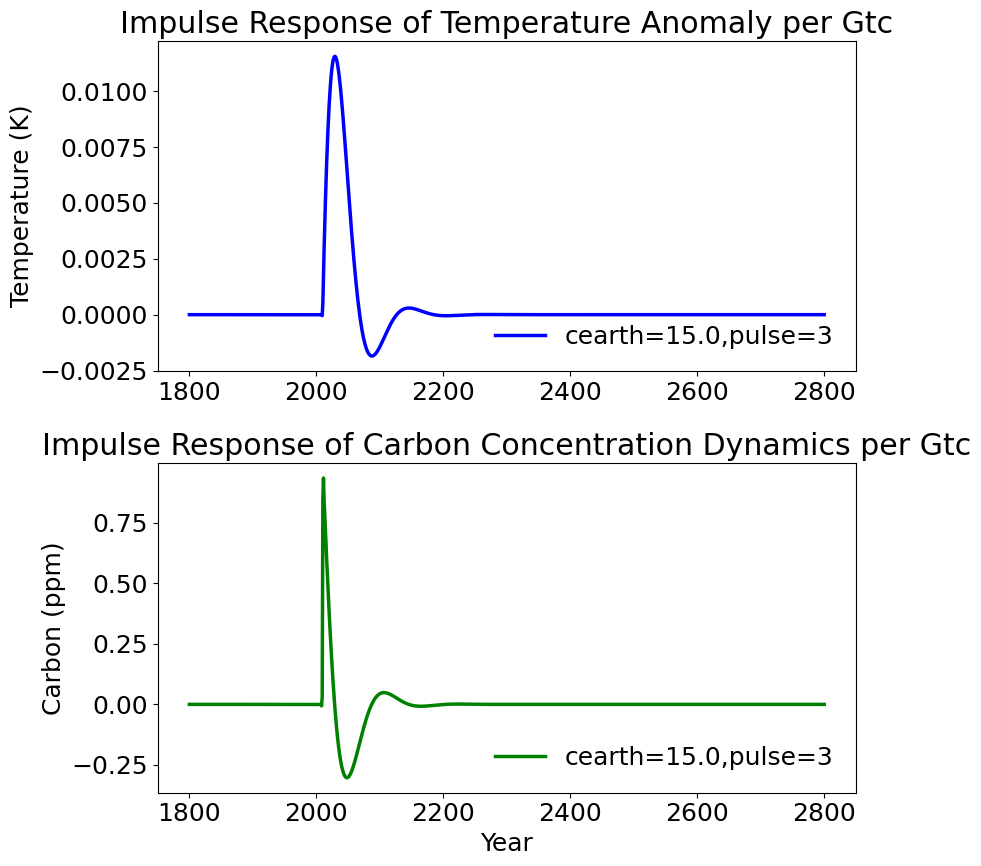 Impulse Response of Temperature Anomaly per Gtc
Temperature (K)
0.0100
0.0075
0.0050
0.0025
0.0000
−0.0025
cearth=15.0,pulse=3
1800 2000 2200 2400 2600 2800
Impulse Response of Carbon Concentration Dynamics per Gtc
Carbon (ppm)
0.75
0.50
0.25
0.00
−0.25
cearth=15.0,pulse=3
1800 2000 2200 2400 2600 2800
Year